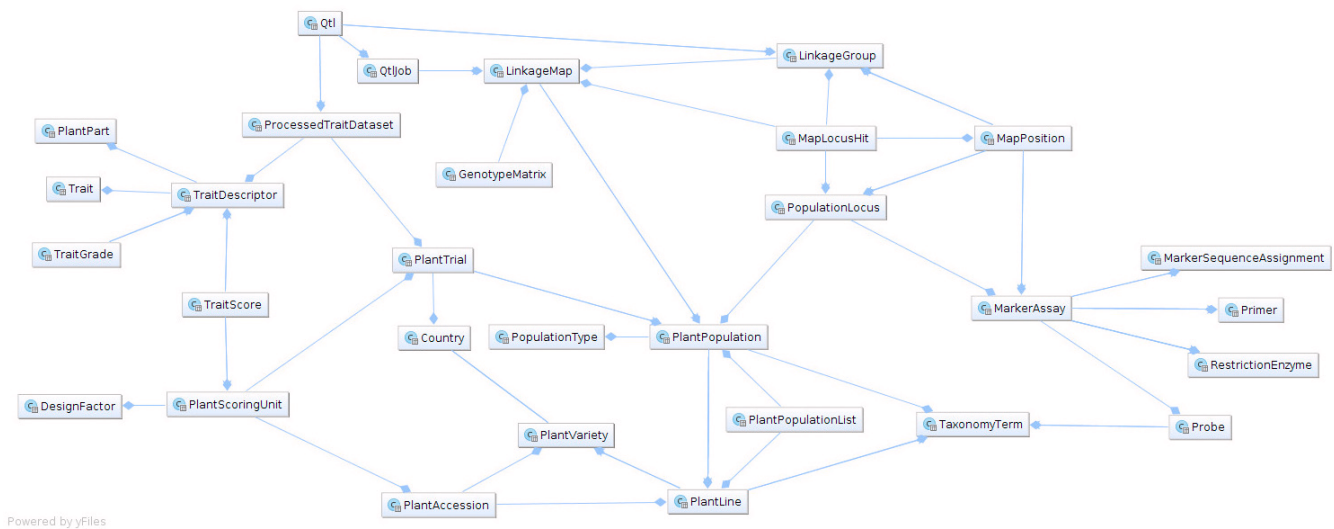 Qtl
LinkageGroup
QtlJob
LinkageMap
ProcessedTraitDataset
PlantPart
MapLocusHit
MapPosition
GenotypeMatrix
Trait
TraitDescriptor
PopulationLocus
TraitGrade
PlantTrial
MarkerSequenceAssignment
TraitScore
MarkerAssay
Primer
Country
PopulationType
PlantPopulation
RestrictionEnzyme
DesignFactor
PlantScoringUnit
PlantPopulationList
TaxonomyTerm
Probe
PlantVariety
PlantAccession
PlantLine
Powered by yFiles